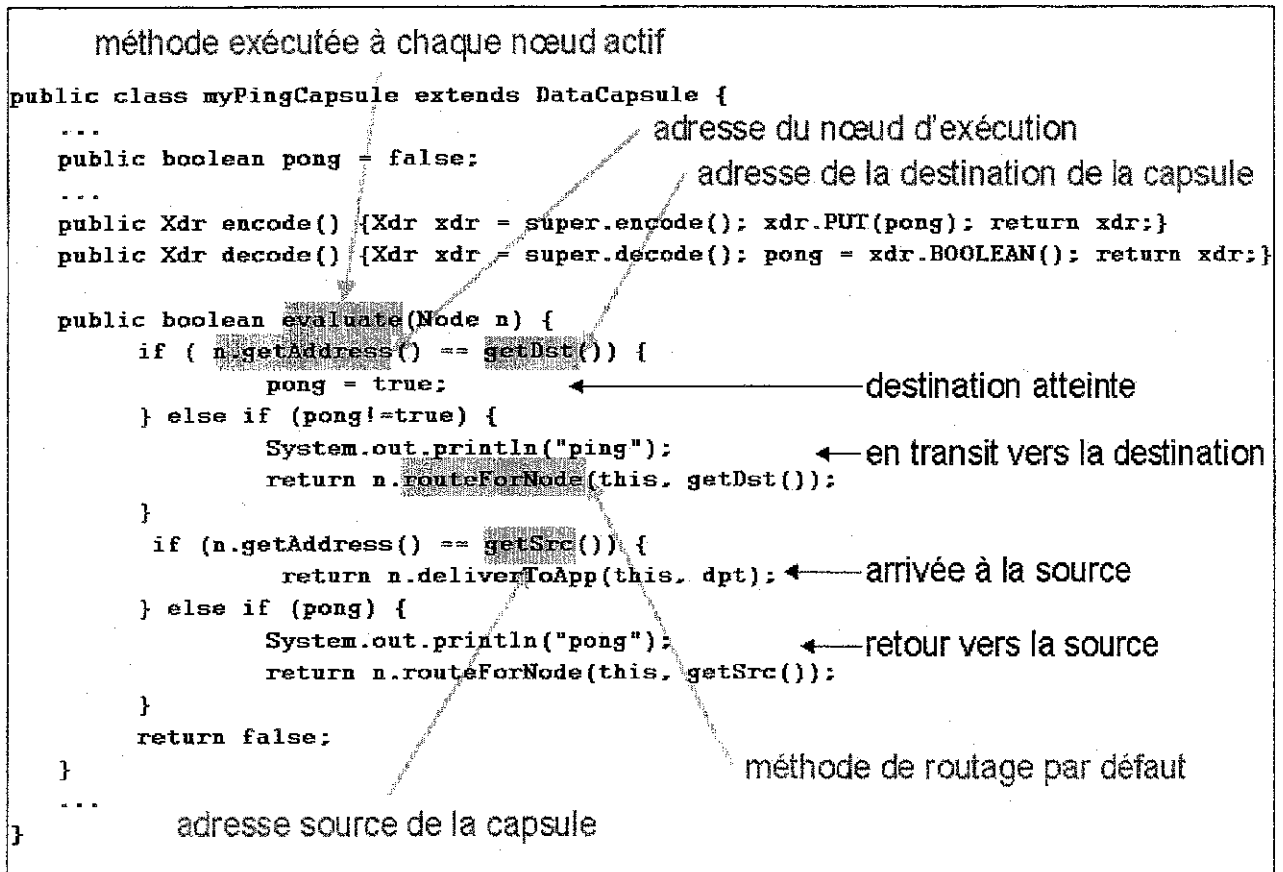 méthode exécutée à chaque nœud actif
public class myPingCapsule extends DataCapsule {
...
adresse du nœud d'exécution
public boolean pong = false;
adresse de la destination de la capsule
...
public Xdr encode() {Xdr xdr = super.encode(); xdr.PUT(pong); return xdr;}
public Xdr decode() {Xdr xdr = super.decode(); pong = xdr.BOOLEAN(); return xdr;}
public boolean evaluate(Node n) {
if ( n.getAddress() == getDst()) {
pong = true; destination atteinte
} else if (pong!=true) {
System.out.println("ping"); en transit vers la destination
return n.routeForNode(this, getDst());
}
if (n.getAddress() == getSrc()) {
return n.deliverToApp(this, dpt); arrivée à la source
} else if (pong) {
System.out.println("pong"); retour vers la source
return n.routeForNode(this, getSrc());
}
return false;
} méthode de routage par défaut
...
adresse source de la capsule
}